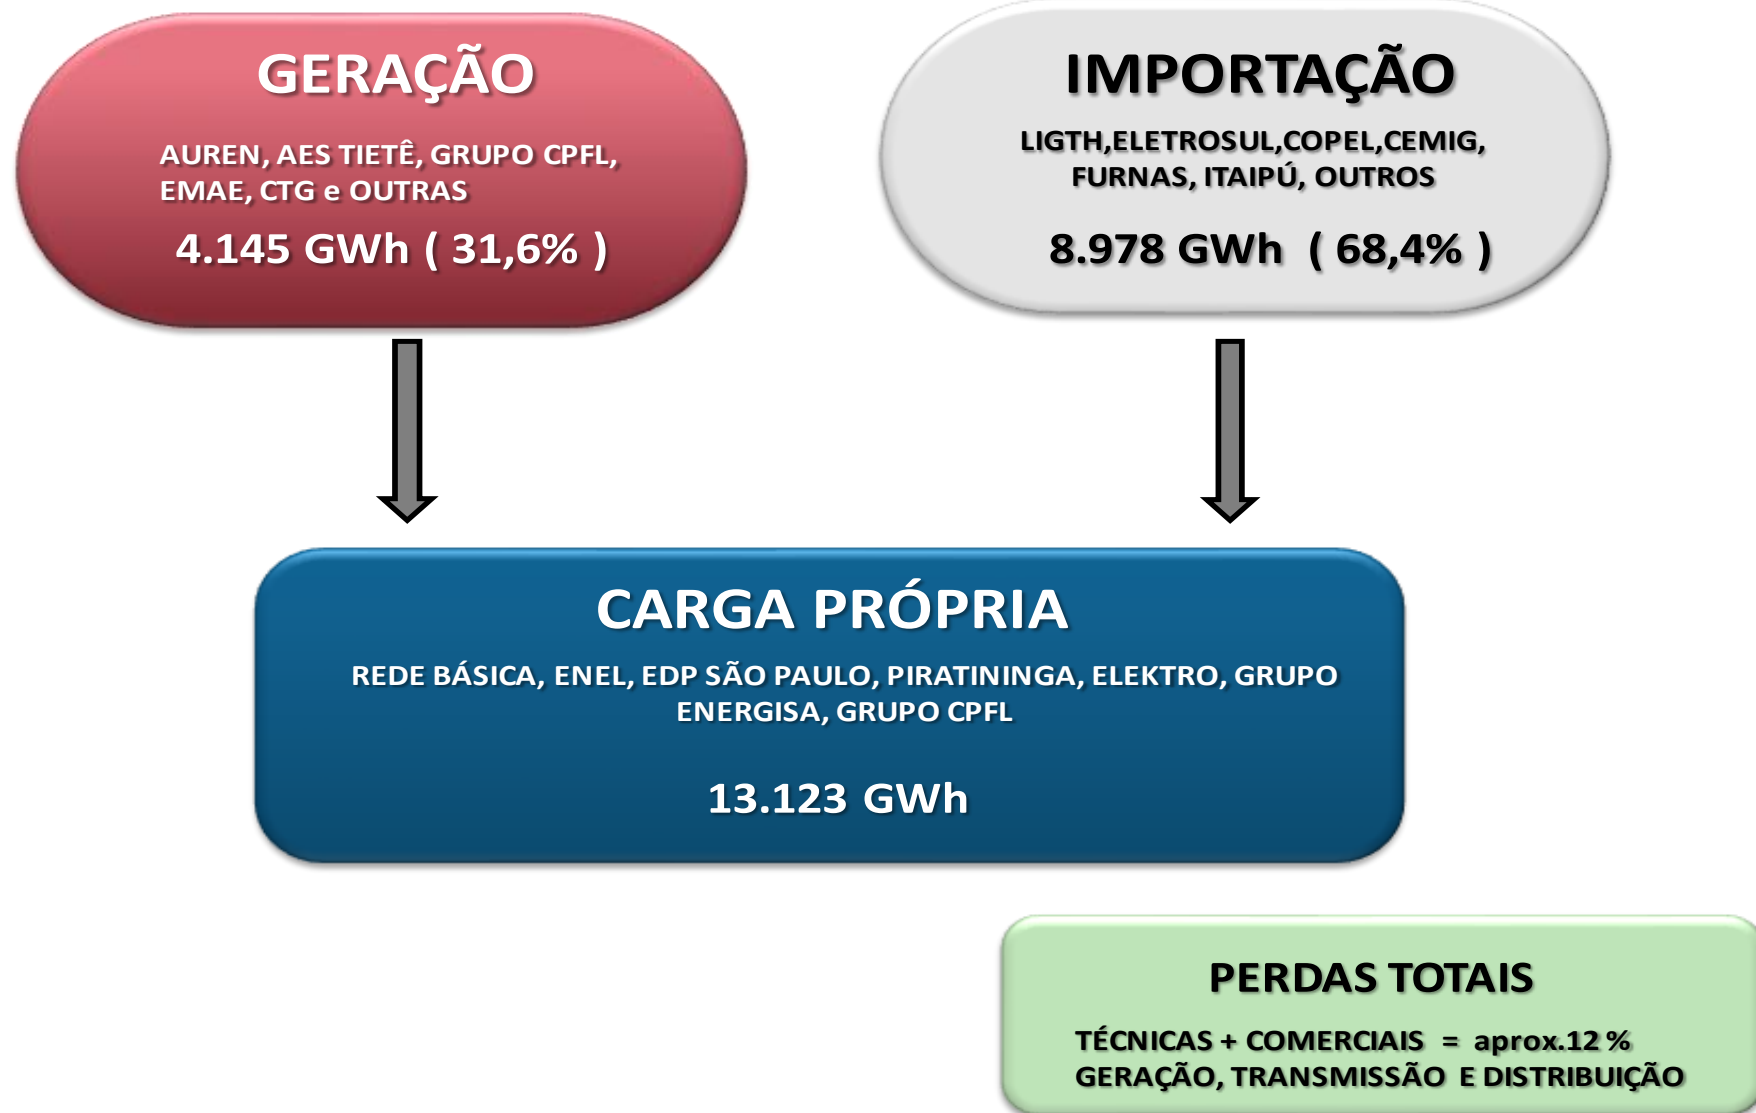 GERAÇÃO
AUREN, AES TIETÊ, GRUPO CPFL,
EMAE, CTG e OUTRAS
4.145 GWh ( 31,6% )
IMPORTAÇÃO
LIGTH,ELETROSUL,COPEL,CEMIG,
FURNAS, ITAIPÚ, OUTROS
8.978 GWh ( 68,4% )
CARGA PRÓPRIA
REDE BÁSICA, ENEL, EDP SÃO PAULO, PIRATININGA, ELEKTRO, GRUPO
ENERGISA, GRUPO CPFL
13.123 GWh
PERDAS TOTAIS
TÉCNICAS + COMERCIAIS = aprox.12 %
GERAÇÃO, TRANSMISSÃO E DISTRIBUIÇÃO